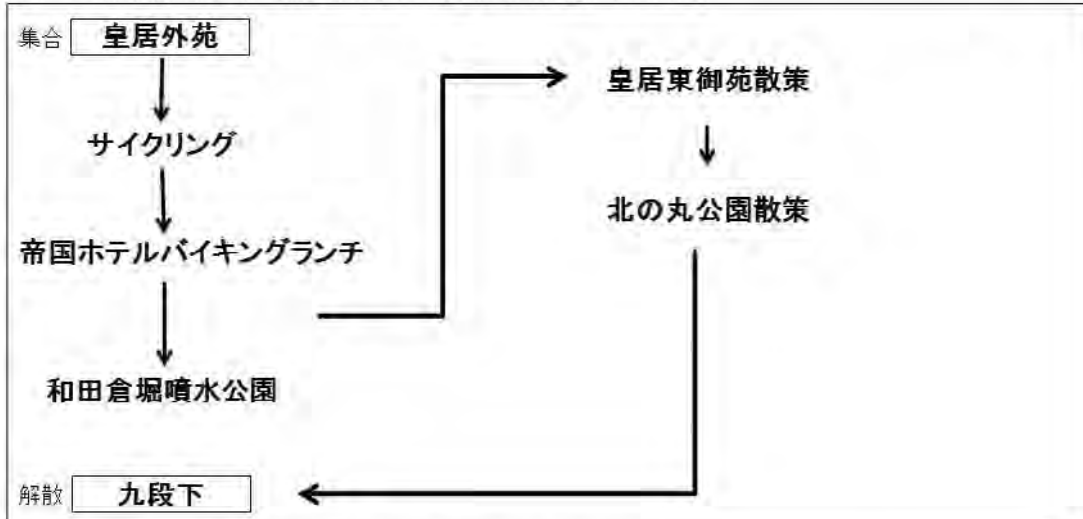 集合 皇居外苑
サイクリング
帝国ホテルバイキングランチ
和田倉堀噴水公園
皇居東御苑散策
北の丸公園散策
解散 九段下